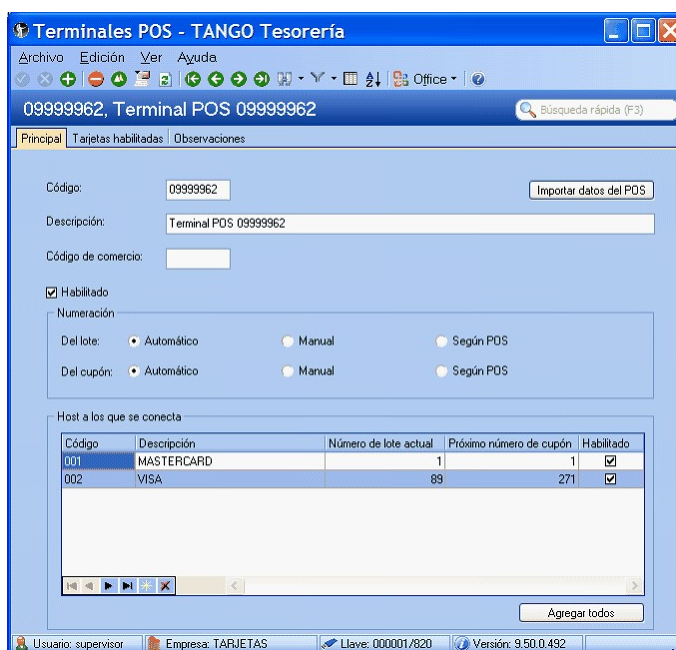 Terminales POS - TANGO Tesorería
Archivo Edición Ver Ayuda
Office
09999962, Terminal POS 09999962
Búsqueda rápida (F3)
Principal Tarjetas habilitadas Observaciones
Código: 09999962 Importar datos del POS
Descripción: Terminal POS 09999962
Código de comercio:
Habilitado
Numeración
Del lote: Automático Manual Según POS
Del cupón: Automático Manual Según POS
Host a los que se conecta
Código Descripción Número de lote actual Próximo número de cupón Habilitado
001 MASTERCARD 1 1
002 VISA 89 271
Agregar todos
Usuario: supervisor Empresa: TARJETAS Llave: 000001/820 Versión: 9.50.0.492